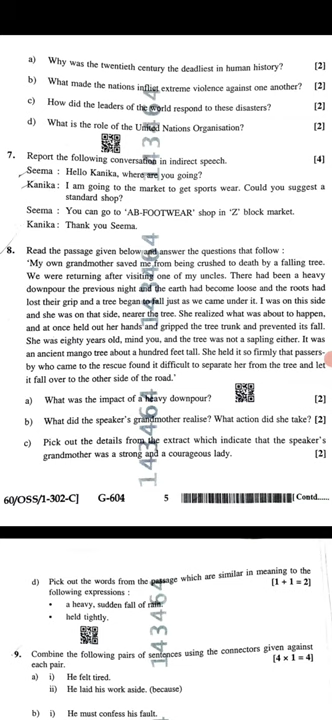 a) Why was the twentieth century the deadliest in human history? [2]
b) What made the nations inflict extreme violence against one another? [2]
c) How did the leaders of the world respond to these disasters? [2]
d) What is the role of the United Nations Organisation? [2]
7. Report the following conversation in indirect speech. [4]
Seema : Hello Kanika, where are you going?
Kanika : I am going to the market to get sports wear. Could you suggest a
standard shop?
Seema : You can go to 'AB-FOOTWEAR' shop in 'Z' block market.
Kanika : Thank you Seema.
8. Read the passage given below and answer the questions that follow :
'My own grandmother saved me from being crushed to death by a falling tree.
We were returning after visiting one of my uncles. There had been a heavy
downpour the previous night and the earth had become loose and the roots had
lost their grip and a tree began to fall just as we came under it. I was on this side
and she was on that side, nearer the tree. She realized what was about to happen,
and at once held out her hands and gripped the tree trunk and prevented its fall.
She was eighty years old, mind you, and the tree was not a sapling either. It was
an ancient mango tree about a hundred feet tall. She held it so firmly that passers-
by who came to the rescue found it difficult to separate her from the tree and let
it fall over to the other side of the road.'
a) What was the impact of a heavy downpour? [2]
b) What did the speaker's grandmother realise? What action did she take? [2]
c) Pick out the details from the extract which indicate that the speaker's
grandmother was a strong and a courageous lady. [2]
143464
60/OSS/1-302-C] G-604 5 [ Contd......
d) Pick out the words from the passage which are similar in meaning to the
following expressions : [1 + 1 = 2]
• a heavy, sudden fall of rain.
• held tightly.
143464
9. Combine the following pairs of sentences using the connectors given against
each pair. [4 x 1 = 4]
a) i) He felt tired.
ii) He laid his work aside. (because)
b) i) He must confess his fault.